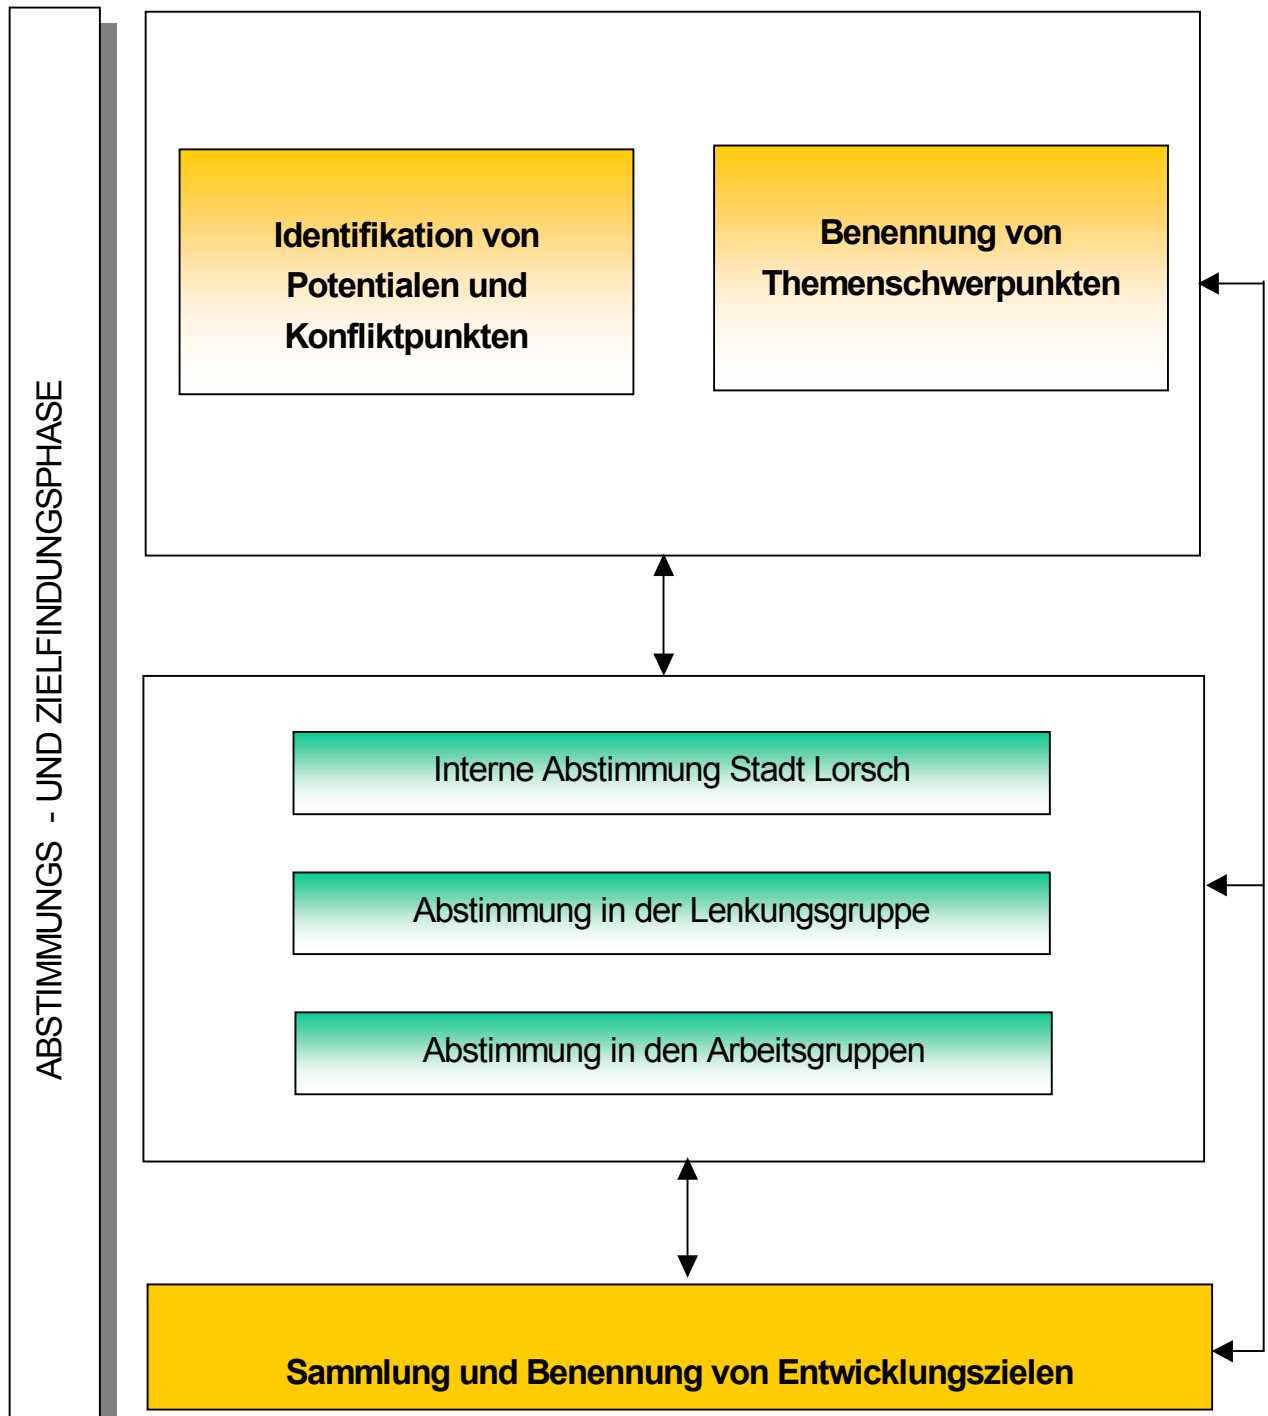 ABSTIMMUNGS - UND ZIELFINDUNGSPHASE
Identifikation von
Potentialen und
Konfliktpunkten
Benennung von
Themenschwerpunkten
Interne Abstimmung Stadt Lorsch
Abstimmung in der Lenkungsgruppe
Abstimmung in den Arbeitsgruppen
Sammlung und Benennung von Entwicklungszielen